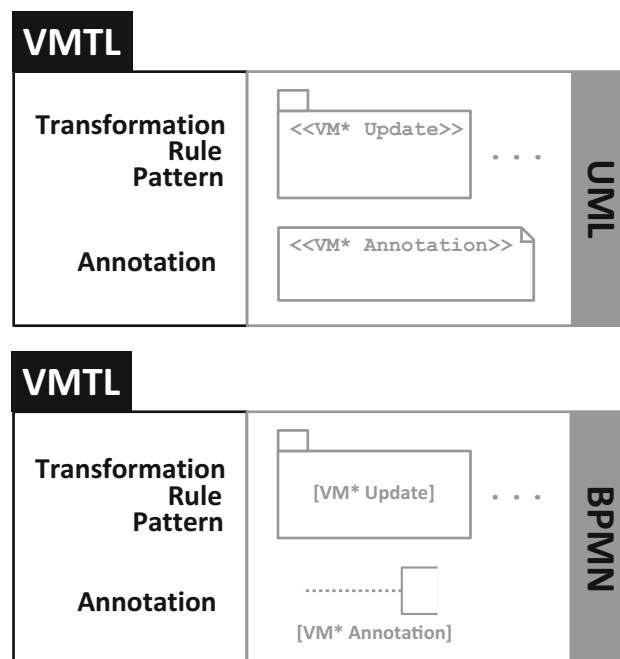 VMTL
Transformation
Rule
Pattern
<<VM* Update>>
. . .
Annotation
<<VM* Annotation>>
UML
VMTL
Transformation
Rule
Pattern
[VM* Update]
. . .
Annotation
[VM* Annotation]
BPMN